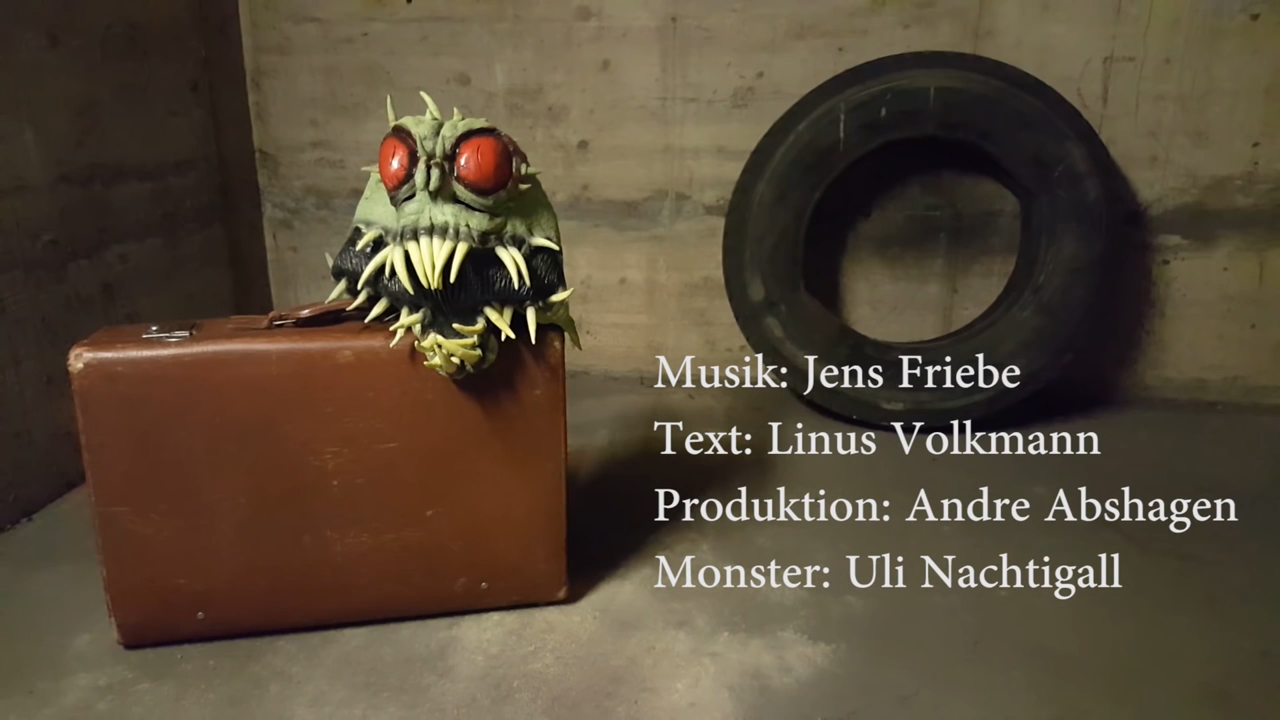 Musik: Jens Friebe
Text: Linus Volkmann
Produktion: Andre Abshagen
Monster: Uli Nachtigall